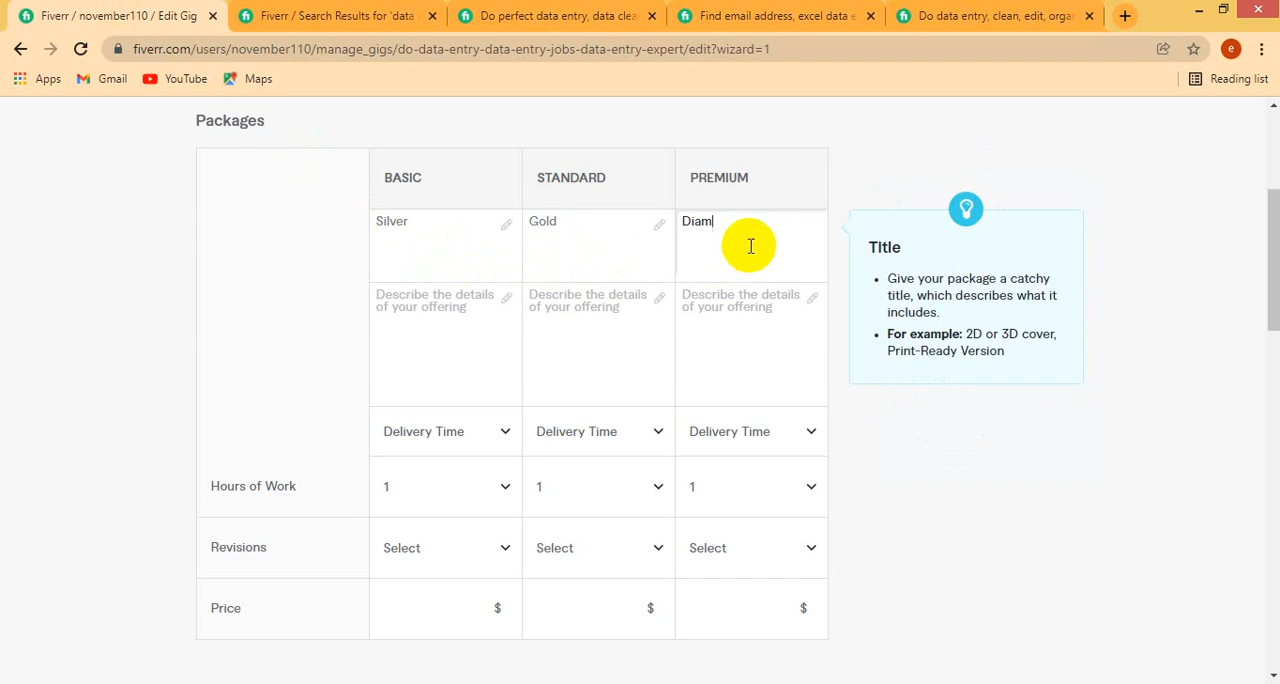 Fiverr / november110 / Edit Gig
Fiverr / Search Results for 'data
Do perfect data entry, data clea
Find email address, excel data e
Do data entry, clean, edit, orga
fiverr.com/users/november110/manage_gigs/do-data-entry-data-entry-jobs-data-entry-expert/edit?wizard=1
e
Apps
Gmail
YouTube
Maps
Reading list
Packages
BASIC
STANDARD
PREMIUM
Silver
Gold
Diam
Describe the details
of your offering
Describe the details
of your offering
Describe the details
of your offering
Delivery Time
Delivery Time
Delivery Time
Hours of Work
1
1
1
Revisions
Select
Select
Select
Price
$
$
$
Title
• Give your package a catchy
title, which describes what it
includes.
• For example: 2D or 3D cover,
Print-Ready Version